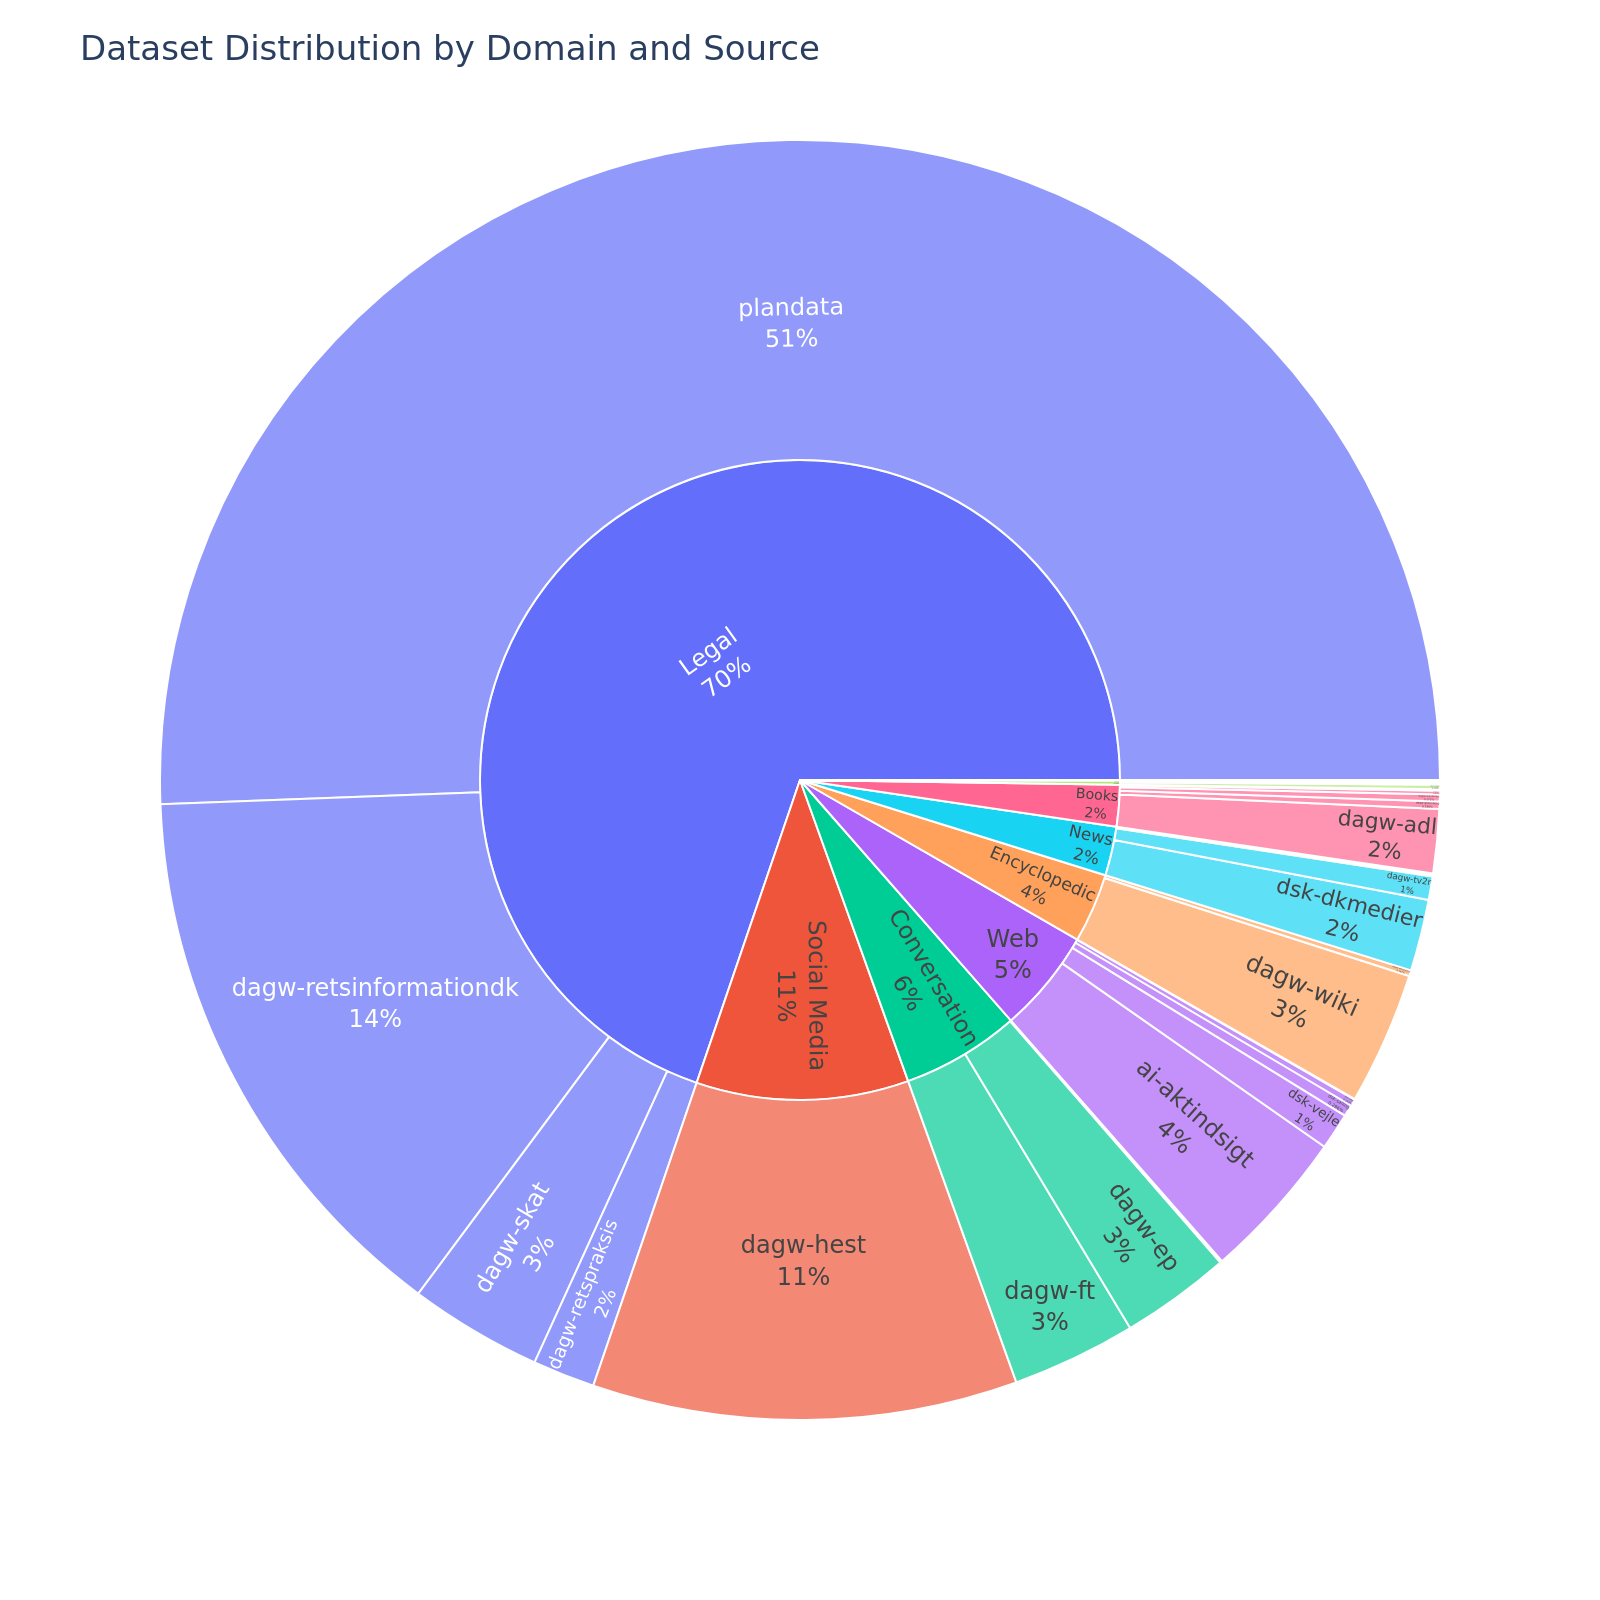 Dataset Distribution by Domain and Source
plandata
51%
Legal
70%
dagw-retsinformationdk
14%
dagw-skat
3%
dagw-retspraksis
2%
Social Media
11%
dagw-hest
11%
Conversation
6%
dagw-ft
3%
dagw-ep
3%
Web
5%
ai-aktindsigt
4%
dsk-vejle
1%
Encyclopedic
4%
dagw-wiki
3%
News
2%
dsk-dkmedier
2%
dagw-tv2r
1%
Books
2%
dagw-adl
2%